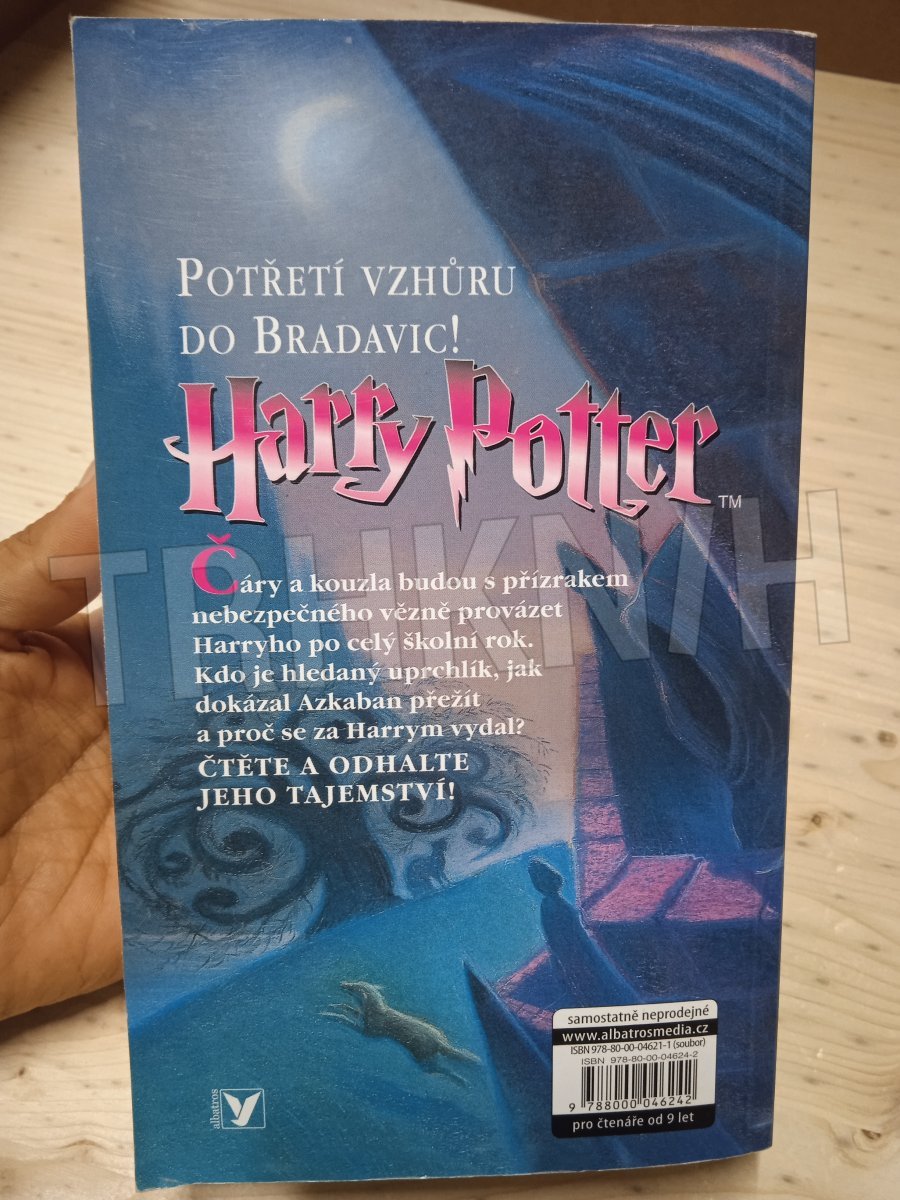 POTŘETÍ VZHŮRU
DO BRADAVIC!
Harry Potter
TM
Čáry a kouzla budou s přízrakem
nebezpečného vězně provázet
Harryho po celý školní rok.
Kdo je hledaný uprchlík, jak
dokázal Azkaban přežít
a proč se za Harrym vydal?
ČTĚTE A ODHALTE
JEHO TAJEMSTVÍ!
TRHKNIH
samostatně neprodejné
www.albatrosmedia.cz
ISBN 978-80-00-04621-1 (soubor)
ISBN 978-80-00-04624-2
9 788000 046242
pro čtenáře od 9 let
albatros